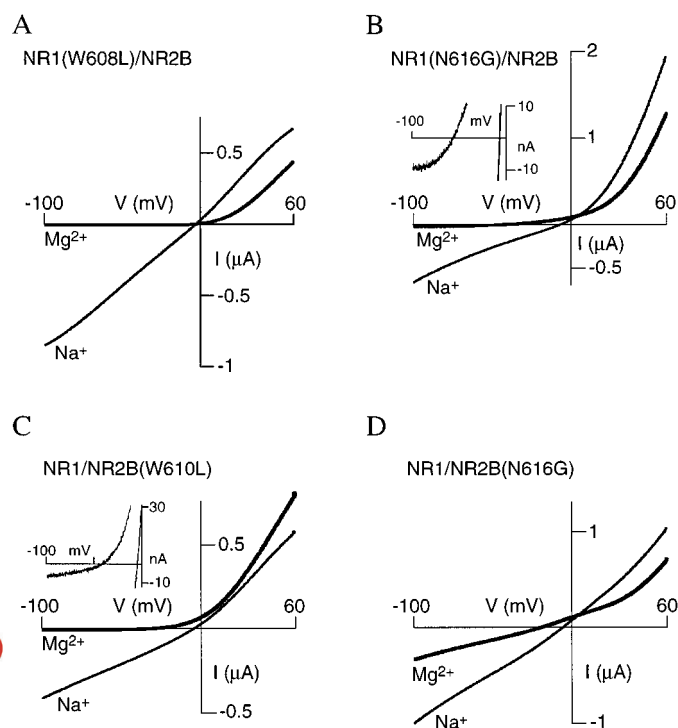 A
NR1(W608L)/NR2B
0.5
-100
V (mV)
60
Mg2+
I (μA)
-0.5
Na+
-1
B
NR1(N616G)/NR2B
2
-100
mV
10
nA
-10
1
-100
V (mV)
60
Mg2+
I (μA)
-0.5
Na+
C
NR1/NR2B(W610L)
-100
mV
30
nA
-10
0.5
-100
V (mV)
60
Mg2+
I (μA)
Na+
-0.5
D
NR1/NR2B(N616G)
1
-100
V (mV)
60
Mg2+
I (μA)
Na+
-1